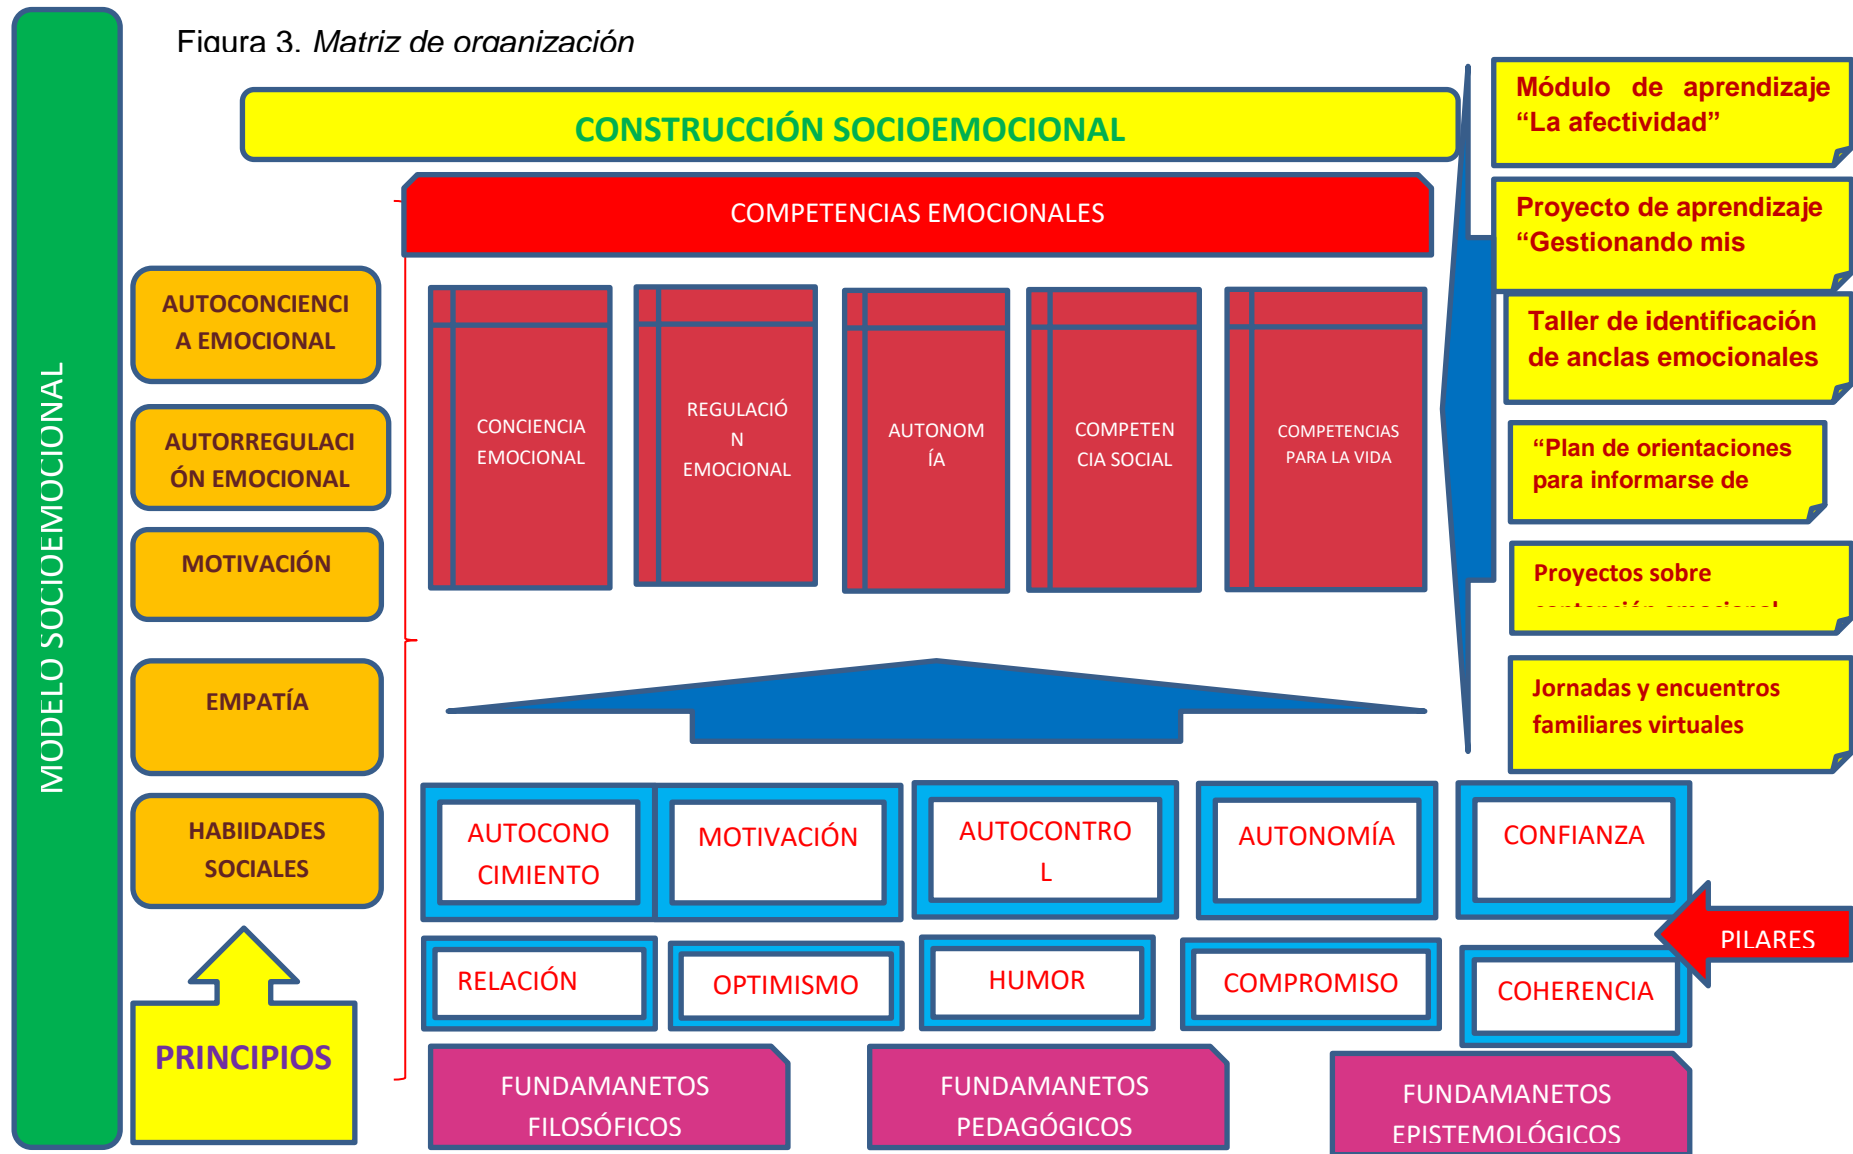 Figura 3. Matriz de organización
MODELO SOCIOEMOCIONAL
CONSTRUCCIÓN SOCIOEMOCIONAL
COMPETENCIAS EMOCIONALES
AUTOCONCIENCI
A EMOCIONAL
AUTORREGULACI
ÓN EMOCIONAL
MOTIVACIÓN
EMPATÍA
HABIIDADES
SOCIALES
PRINCIPIOS
CONCIENCIA
EMOCIONAL
REGULACIÓ
N
EMOCIONAL
AUTONOM
ÍA
COMPETEN
CIA SOCIAL
COMPETENCIAS
PARA LA VIDA
Módulo de aprendizaje
“La afectividad”
Proyecto de aprendizaje
“Gestionando mis
Taller de identificación
de anclas emocionales
“Plan de orientaciones
para informarse de
Proyectos sobre
contención emocional
Jornadas y encuentros
familiares virtuales
AUTOCONO
CIMIENTO
MOTIVACIÓN
AUTOCONTRO
L
AUTONOMÍA
CONFIANZA
RELACIÓN
OPTIMISMO
HUMOR
COMPROMISO
COHERENCIA
PILARES
FUNDAMANETOS
FILOSÓFICOS
FUNDAMANETOS
PEDAGÓGICOS
FUNDAMANETOS
EPISTEMOLÓGICOS